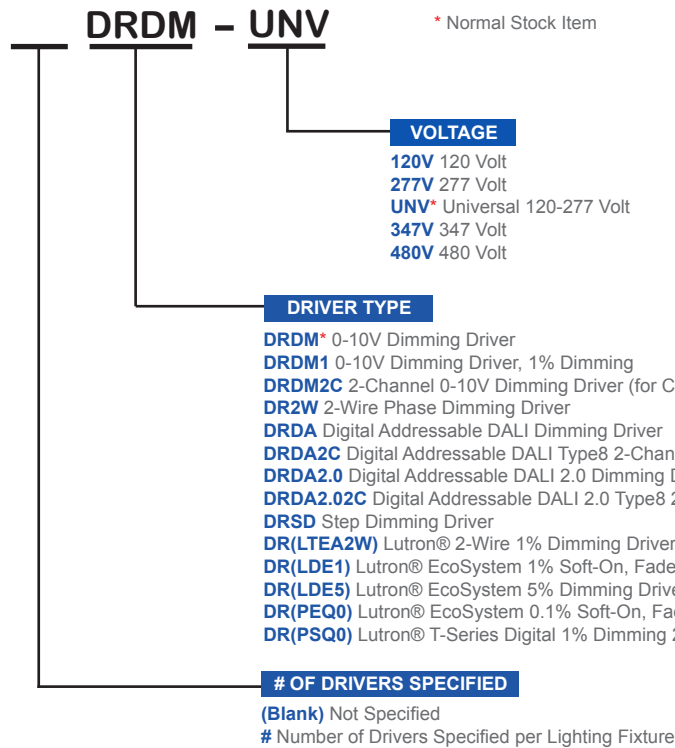 DRDM – UNV
* Normal Stock Item
VOLTAGE
120V 120 Volt
277V 277 Volt
UNV* Universal 120-277 Volt
347V 347 Volt
480V 480 Volt
DRIVER TYPE
DRDM* 0-10V Dimming Driver
DRDM1 0-10V Dimming Driver, 1% Dimming
DRDM2C 2-Channel 0-10V Dimming Driver (for
DR2W 2-Wire Phase Dimming Driver
DRDA Digital Addressable DALI Dimming Driver
DRDA2C Digital Addressable DALI Type8
DRDA2.0 Digital Addressable DALI 2.0 Dimming
DRDA2.02C Digital Addressable DALI 2.0 Type8
DRSD Step Dimming Driver
DR(LTEA2W) Lutron® 2-Wire 1% Dimming Driver
DR(LDE1) Lutron® EcoSystem 1% Soft-On, Fade
DR(LDE5) Lutron® EcoSystem 5% Dimming
DR(PEQ0) Lutron® EcoSystem 0.1% Soft-On,
DR(PSQ0) Lutron® T-Series Digital 1% Dimming
# OF DRIVERS SPECIFIED
(Blank) Not Specified
# Number of Drivers Specified per Lighting Fixture